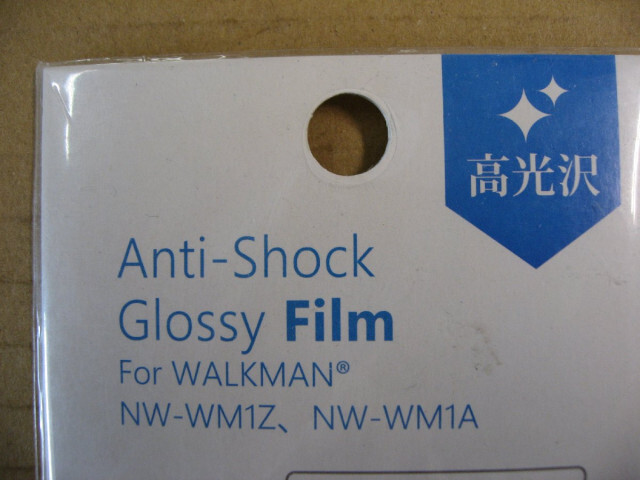 高光沢
Anti-Shock
Glossy Film
For WALKMAN®
NW-WM1Z、NW-WM1A